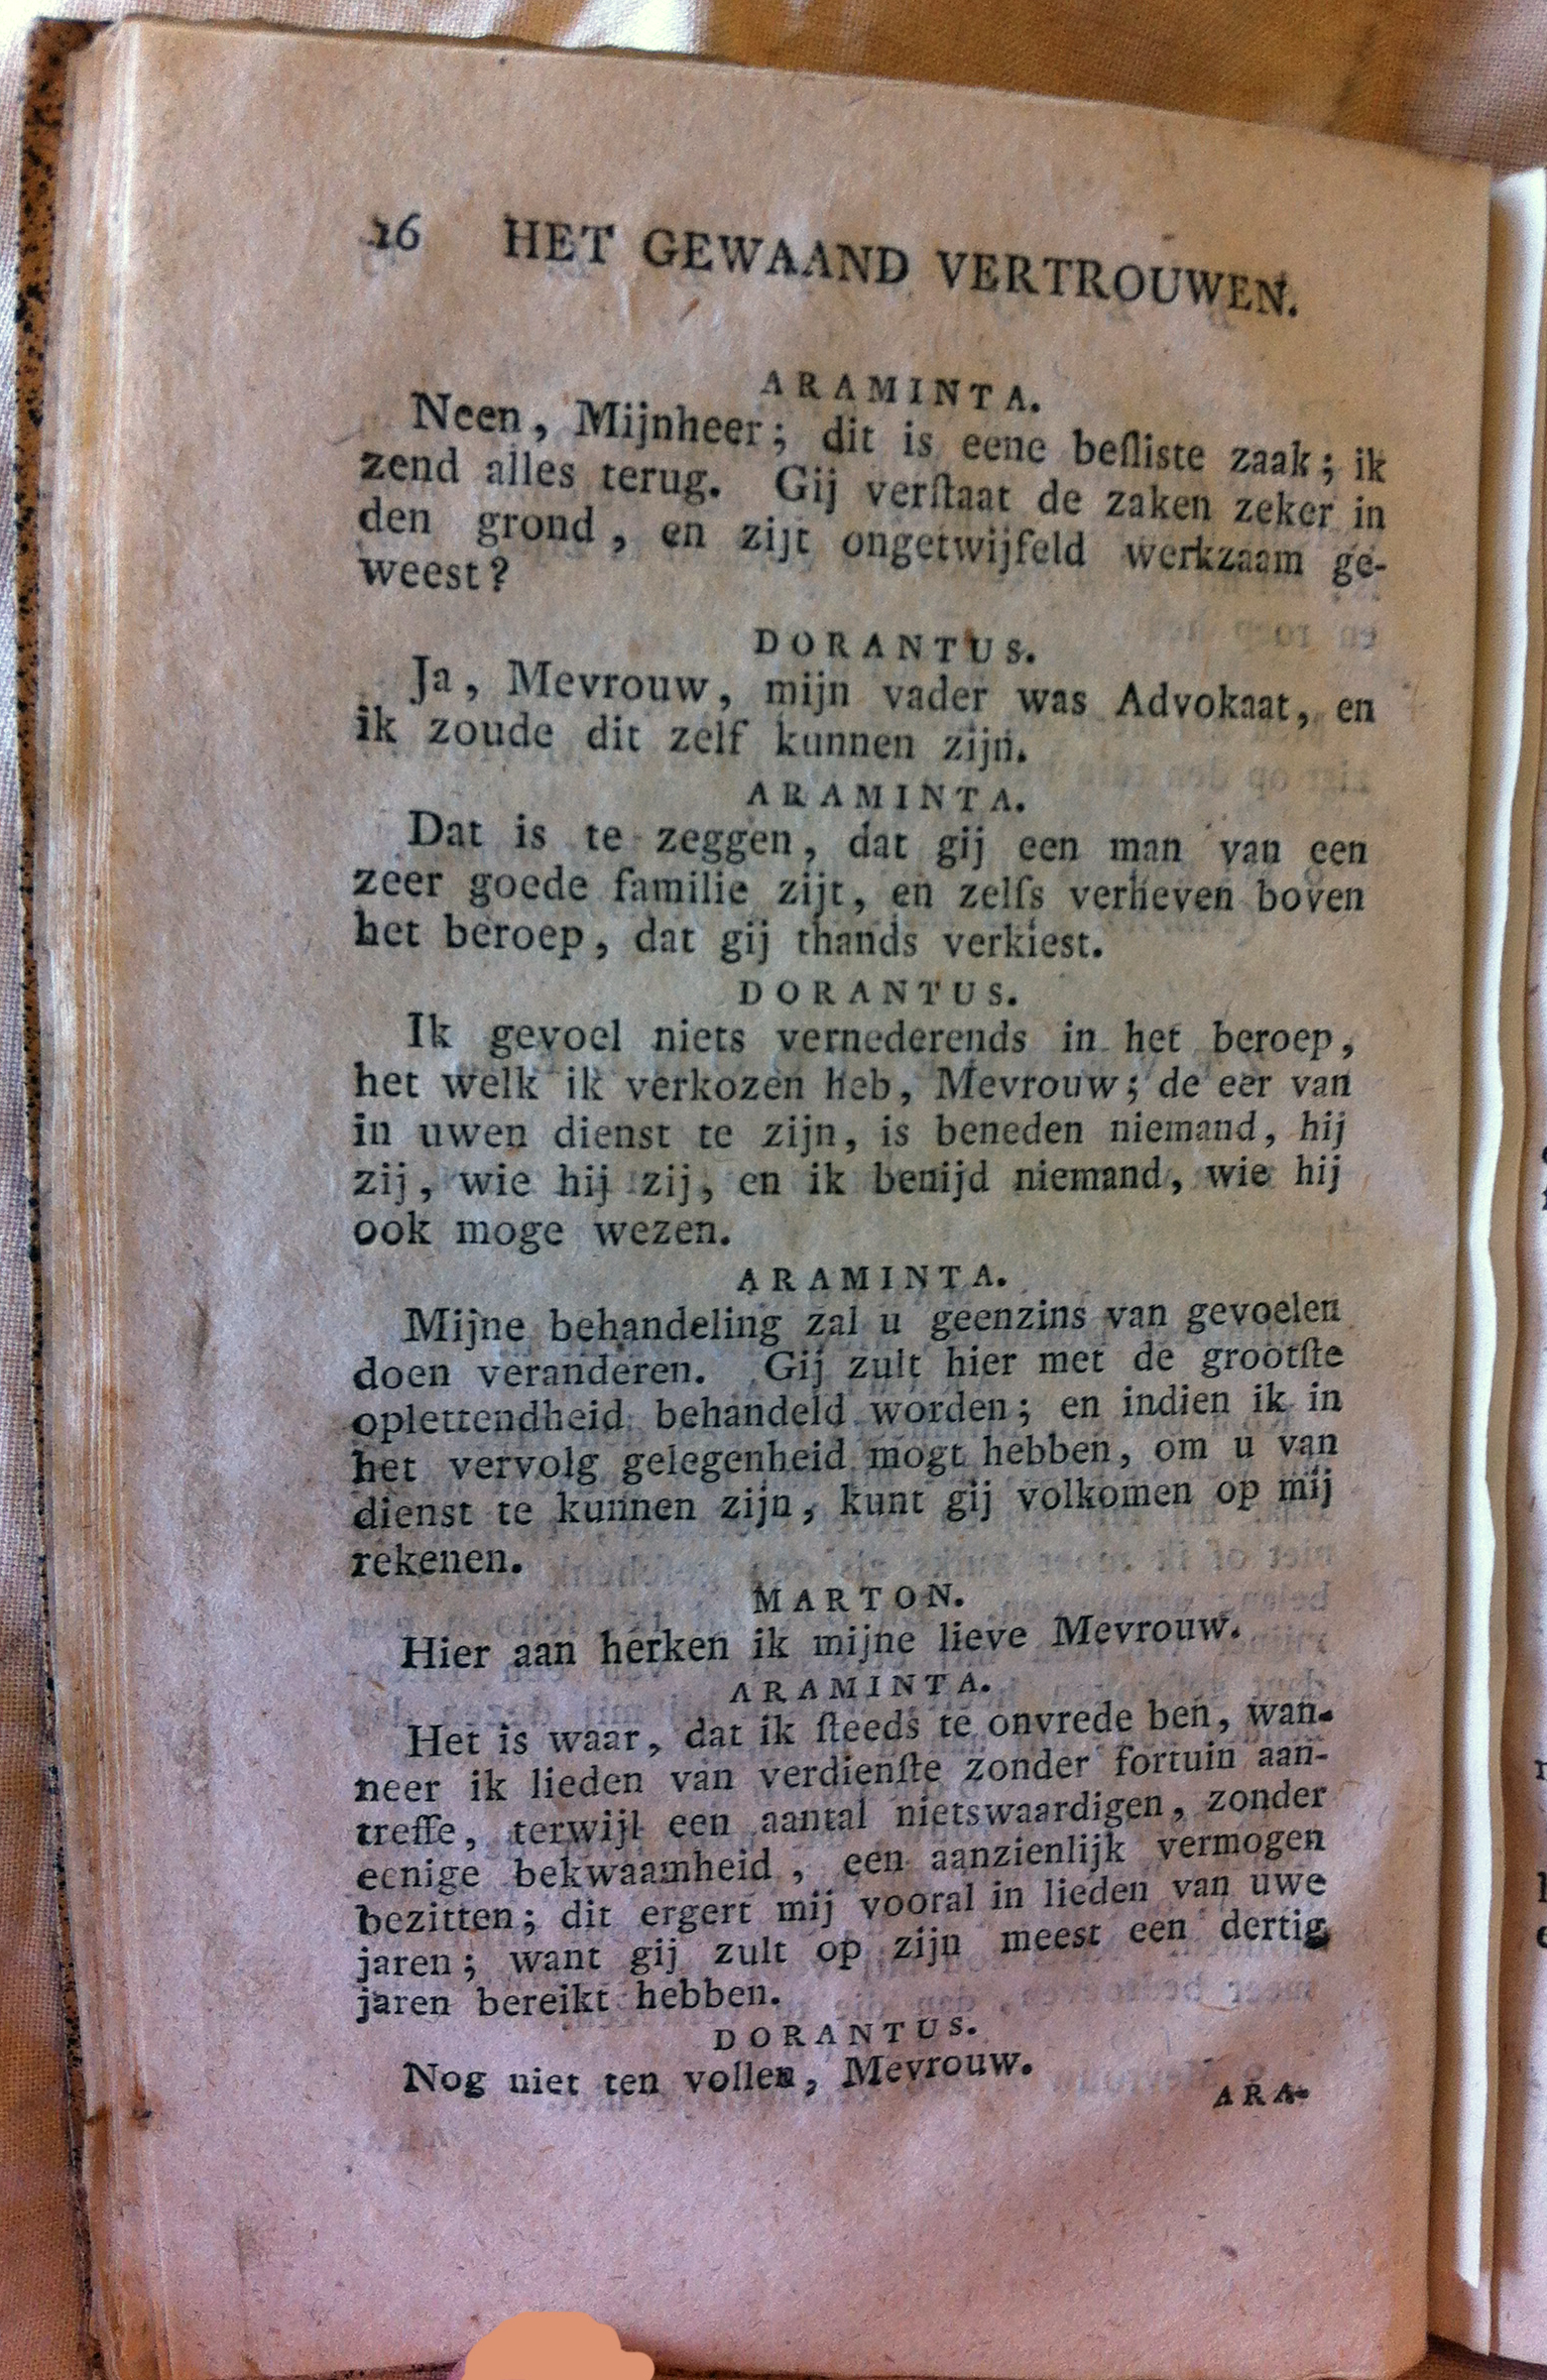 16 HET GEWAAND VERTROUWEN.
ARAMINTA.
Neen, Mijnheer; dit is eene beſliste zaak; ik
zend alles terug. Gij verſtaat de zaken zeker in
den grond, en zijt ongetwijfeld werkzaam ge-
weest?
DORANTUS.
Ja, Mevrouw, mijn vader was Advokaat, en
ik zoude dit zelf kunnen zijn.
ARAMINTA.
Dat is te zeggen, dat gij een man van een
zeer goede familie zijt, en zelfs verheven boven
het beroep, dat gij thands verkiest.
DORANTUS.
Ik gevoel niets vernederends in het beroep,
het welk ik verkozen heb, Mevrouw; de eer van
in uwen dienst te zijn, is beneden niemand, hij
zij, wie hij zij, en ik benijd niemand, wie hij
ook moge wezen.
ARAMINTA.
Mijne behandeling zal u geenzins van gevoelen
doen veranderen. Gij zult hier met de grootſte
oplettendheid behandeld worden; en indien ik in
het vervolg gelegenheid mogt hebben, om u van
dienst te kunnen zijn, kunt gij volkomen op mij
rekenen.
MARTON.
Hier aan herken ik mijne lieve Mevrouw.
ARAMINTA.
Het is waar, dat ik ſteeds te onvrede ben, wan-
neer ik lieden van verdienſte zonder fortuin aan-
treffe, terwijl een aantal nietswaardigen, zonder
eenige bekwaamheid, een aanzienlijk vermogen
bezitten; dit ergert mij vooral in lieden van uwe
jaren; want gij zult op zijn meest een dertig
jaren bereikt hebben.
DORANTUS.
Nog niet ten vollen, Mevrouw.
ARA-